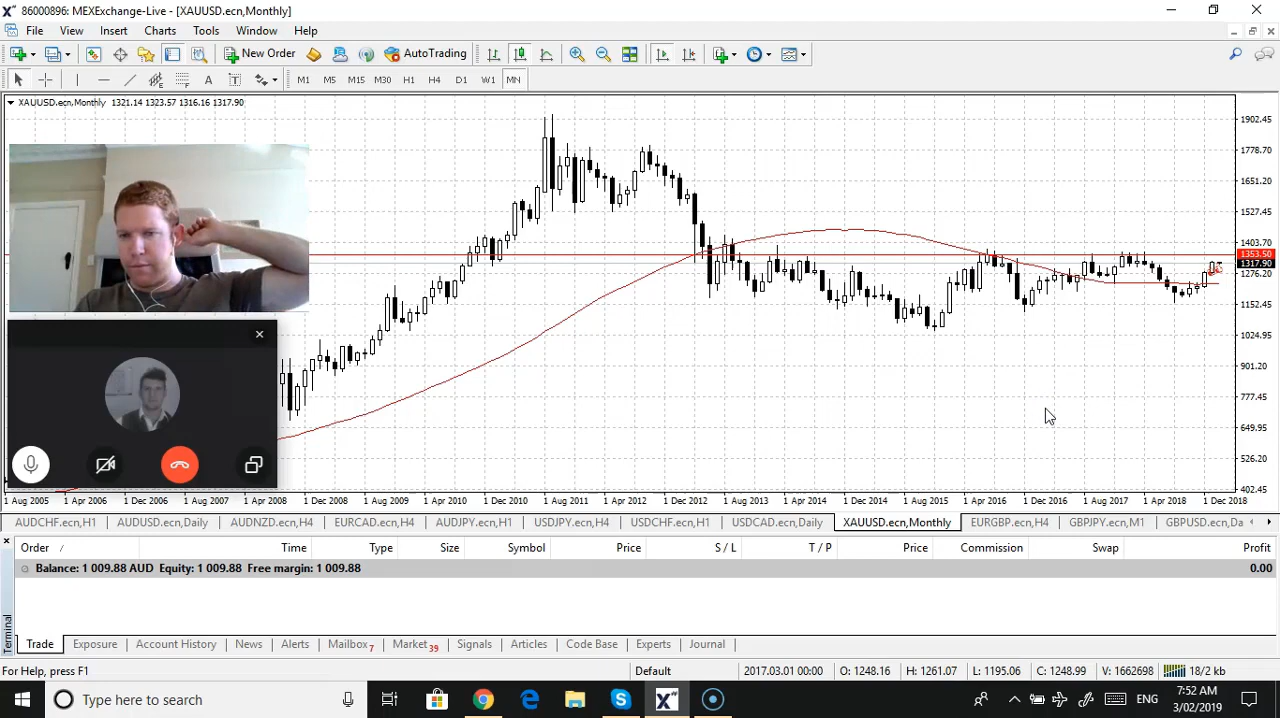 86000896: MEXExchange-Live - [XAUUSD.ecn,Monthly]
File View Insert Charts Tools Window Help
New Order AutoTrading
A T M1 M5 M15 M30 H1 H4 D1 W1 MN
XAUUSD.ecn,Monthly 1321.14 1323.57 1316.16 1317.90
1902.45
1778.70
1651.20
1527.45
1403.70
1353.50
1317.90
1276.20
1152.45
1024.95
901.20
777.45
649.95
526.20
402.45
1 Aug 2005 1 Apr 2006 1 Dec 2006 1 Aug 2007 1 Apr 2008 1 Dec 2008 1 Aug 2009 1 Apr 2010 1 Dec 2010 1 Aug 2011 1 Apr 2012 1 Dec 2012 1 Aug 2013 1 Apr 2014 1 Dec 2014 1 Aug 2015 1 Apr 2016 1 Dec 2016 1 Aug 2017 1 Apr 2018 1 Dec 2018
AUDCHF.ecn,H1 AUDUSD.ecn,Daily AUDNZD.ecn,H4 EURCAD.ecn,H4 AUDJPY.ecn,H1 USDJPY.ecn,H4 USDCHF.ecn,H1 USDCAD.ecn,Daily XAUUSD.ecn,Monthly EURGBP.ecn,H4 GBPJPY.ecn,M1 GBPUSD.ecn,Da
Order / Time Type Size Symbol Price S / L T / P Price Commission Swap Profit
Balance: 1 009.88 AUD Equity: 1 009.88 Free margin: 1 009.88 0.00
Terminal
Trade Exposure Account History News Alerts Mailbox 7 Market 39 Signals Articles Code Base Experts Journal
For Help, press F1 Default 2017.03.01 00:00 O: 1248.16 H: 1261.07 L: 1195.06 C: 1248.99 V: 1662698 18/2 kb
Type here to search ENG 7:52 AM
3/02/2019